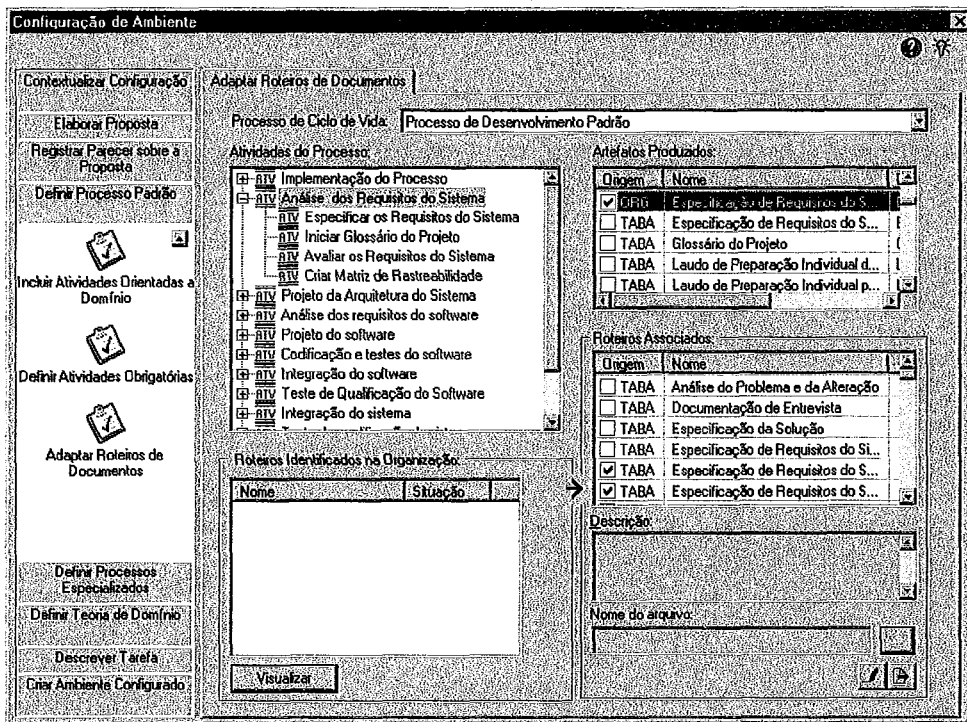 Configuração de Ambiente
Contextualizar Configuração
Elaborar Proposta
Registrar Parecer sobre a
Proposta
Definir Processo Padrão
Incluir Atividades Orientadas a
Domínio
Definir Atividades Obrigatórias
Adaptar Roteiros de
Documentos
Definir Processos
Especializados
Definir Teoria de Domínio
Descrever Tarefa
Criar Ambiente Configurado
Adaptar Roteiros de Documentos
Processo de Ciclo de Vida: Processo de Desenvolvimento Padrão
Atividades do Processo:
ATV Implementação do Processo
ATV Análise dos Requisitos do Sistema
ATV Especificar os Requisitos do Sistema
ATV Iniciar Glossário do Projeto
ATV Avaliar os Requisitos do Sistema
ATV Criar Matriz de Rastreabilidade
ATV Projeto da Arquitetura do Sistema
ATV Análise dos requisitos do software
ATV Projeto do software
ATV Codificação e testes do software
ATV Integração do software
ATV Teste de Qualificação do Software
ATV Integração do sistema
Roteiros Identificados na Organização:
Nome Situação
Visualizar
Artefatos Produzidos:
Origem Nome
ORG Especificação de Requisitos do S...
TABA Especificação de Requisitos do S...
TABA Glossário do Projeto
TABA Laudo de Preparação Individual d...
TABA Laudo de Preparação Individual p...
Roteiros Associados:
Origem Nome
TABA Análise do Problema e da Alteração
TABA Documentação de Entrevista
TABA Especificação da Solução
TABA Especificação de Requisitos do Si...
TABA Especificação de Requisitos do S...
TABA Especificação de Requisitos do S...
Descrição:
Nome do arquivo: